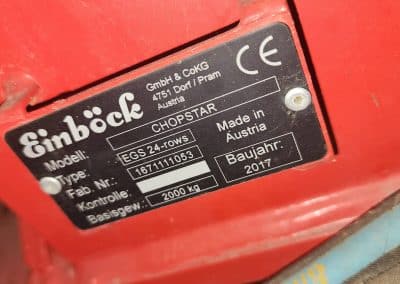 Einböck
GmbH & CoKG
4751 Dorf / Pram
Austria
CE
Modell: CHOPSTAR
Type: EGS 24-rows
Made in
Austria
Fab. Nr.: 1671111053
Kontrolle:
Baujahr:
2017
Basisgew.: 2000 kg